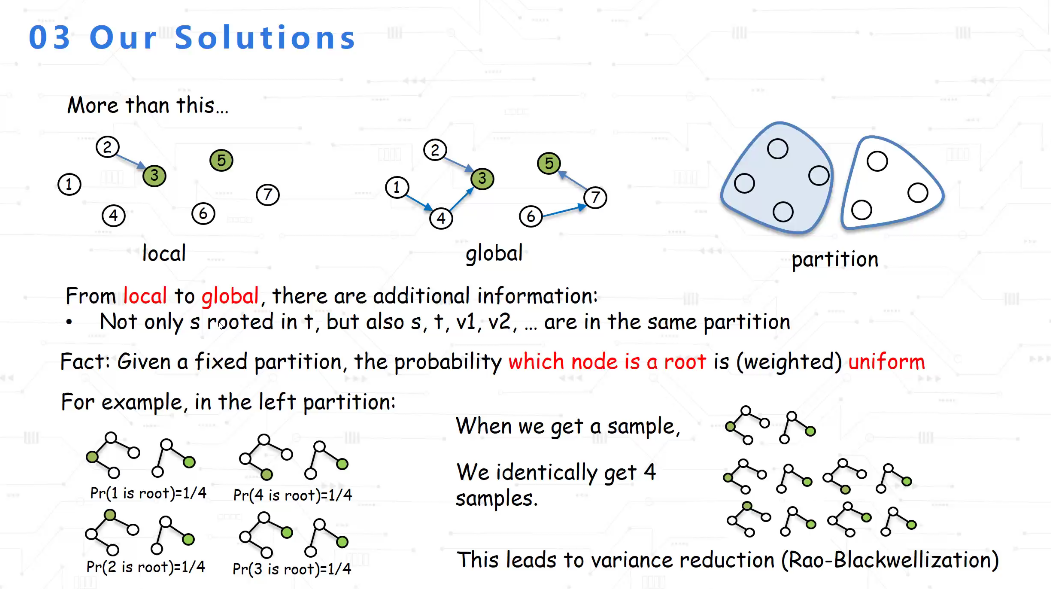 03 Our Solutions
More than this...
2
5
3
1
7
4
6
local
2
5
3
1
7
4
6
global
partition
From local to global, there are additional information:
• Not only s rooted in t, but also s, t, v1, v2, ... are in the same partition
Fact: Given a fixed partition, the probability which node is a root is (weighted) uniform
For example, in the left partition:
Pr(1 is root)=1/4
Pr(4 is root)=1/4
Pr(2 is root)=1/4
Pr(3 is root)=1/4
When we get a sample,
We identically get 4
samples.
This leads to variance reduction (Rao-Blackwellization)